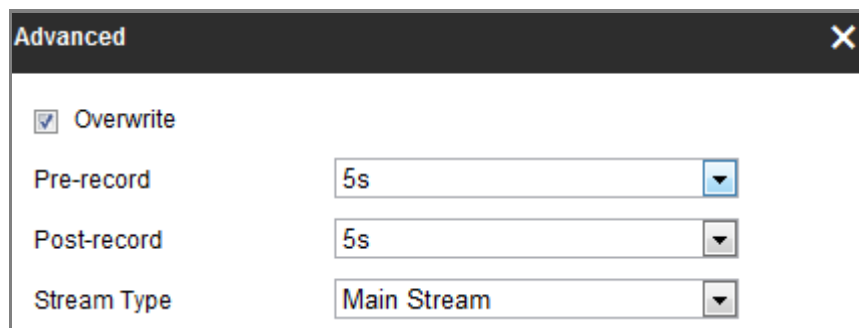 Advanced
Overwrite
Pre-record 5s
Post-record 5s
Stream Type Main Stream